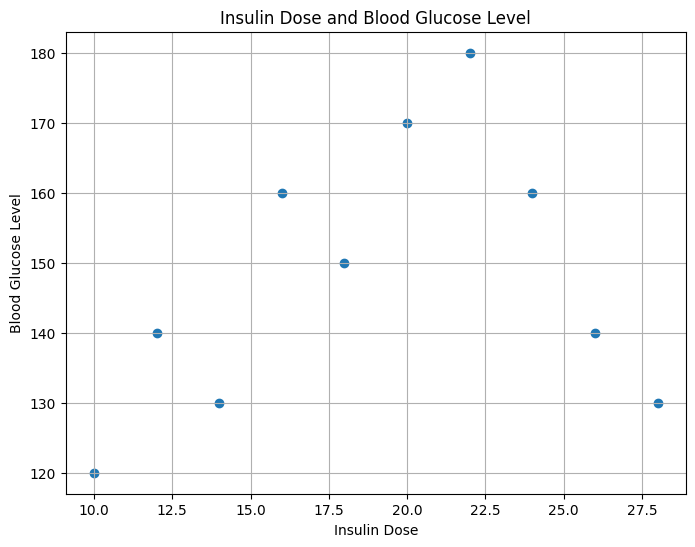 Insulin Dose and Blood Glucose Level
180
170
160
150
140
130
120
Blood Glucose Level
10.0 12.5 15.0 17.5 20.0 22.5 25.0 27.5
Insulin Dose